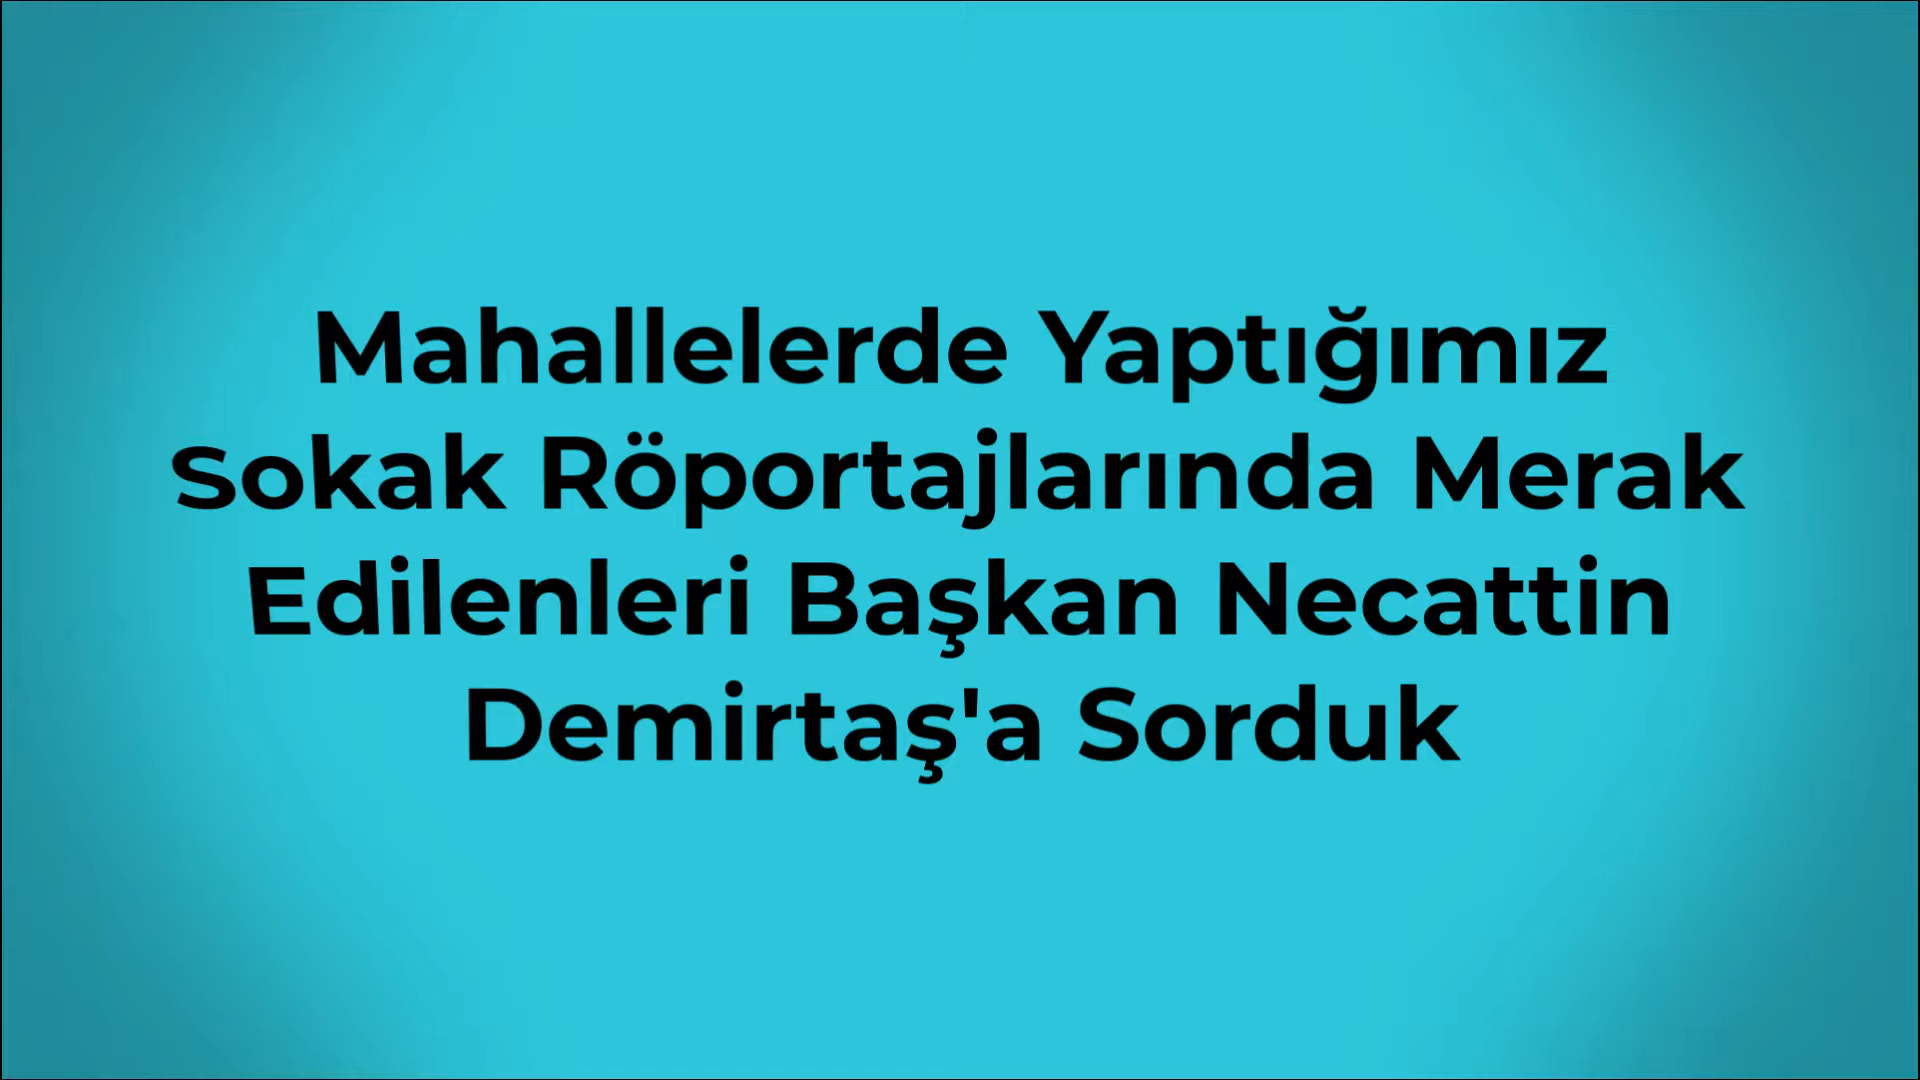 Mahallelerde Yaptığımız
Sokak Röportajlarında Merak
Edilenleri Başkan Necattin
Demirtaş'a Sorduk